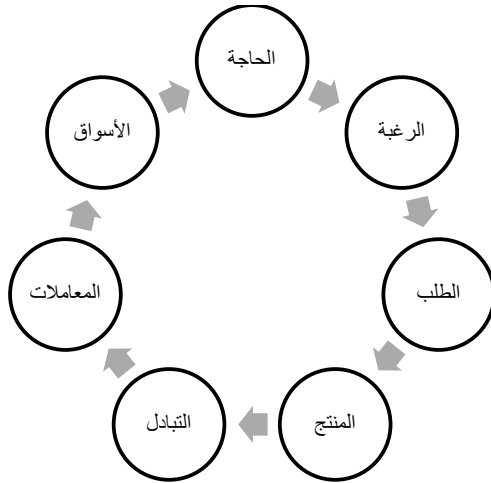 الحاجة
الرغبة
الطلب
المنتج
التبادل
المعاملات
الأسواق